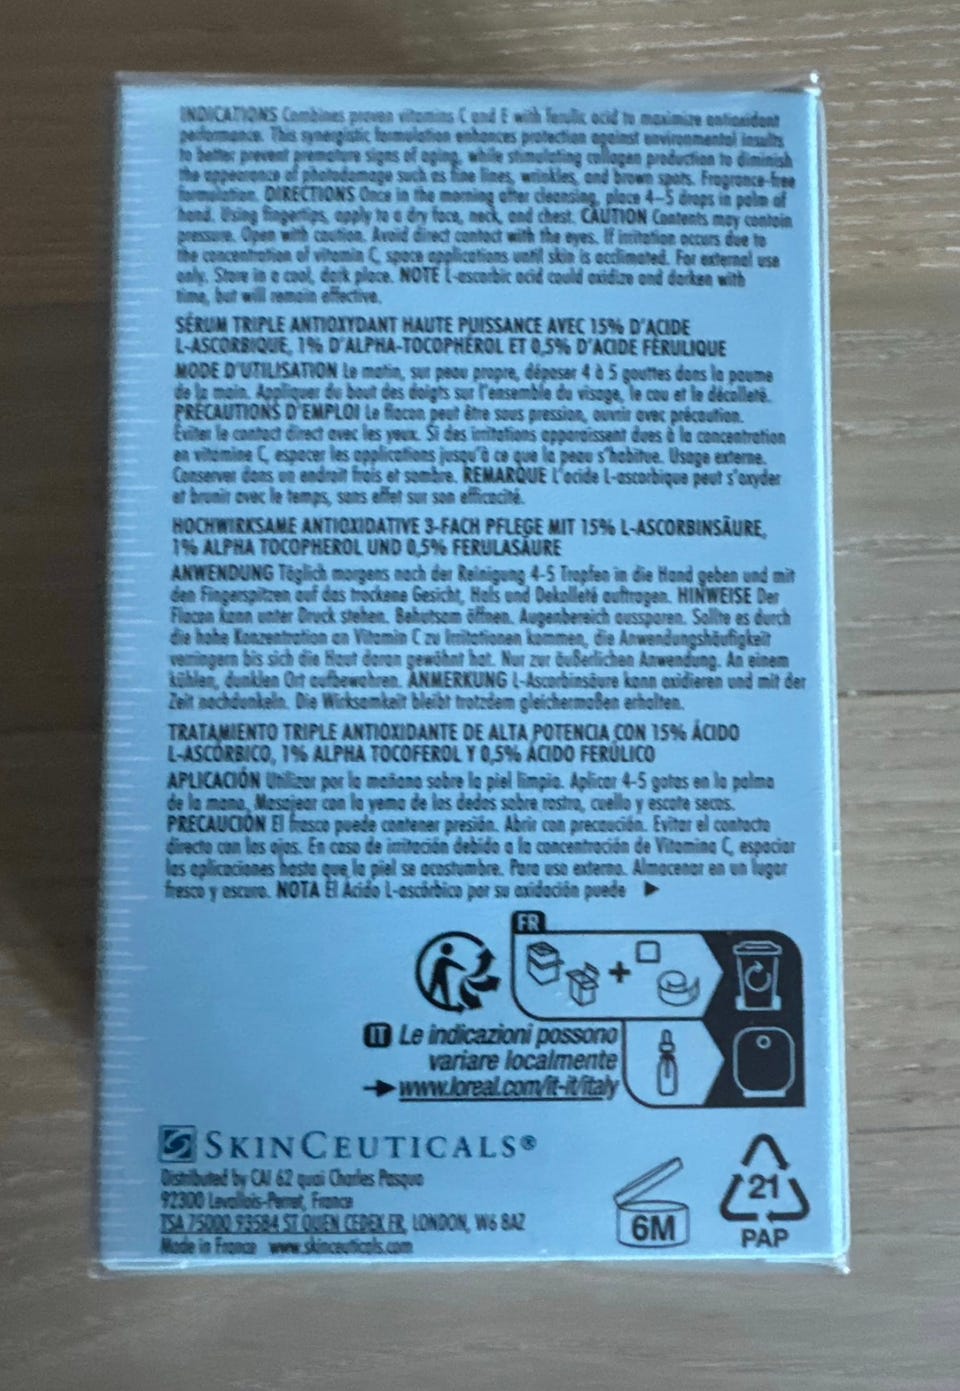 INDICATIONS Combines proven vitamins C and E with ferulic acid to maximize antioxidant
performance. This synergistic formulation enhances protection against environmental insults
to better prevent premature signs of aging, while stimulating collagen production to diminish
the appearance of photodamage such as fine lines, wrinkles, and brown spots. Fragrance-free
formulation. DIRECTIONS Once in the morning after cleansing, place 4–5 drops in palm of
hand. Using fingertips, apply to a dry face, neck, and chest. CAUTION Contents may contain
pressure. Open with caution. Avoid direct contact with the eyes. If irritation occurs due to
the concentration of vitamin C, space applications until skin is acclimated. For external use
only. Store in a cool, dark place. NOTE L-ascorbic acid could oxidize and darken with
time, but will remain effective.
SÉRUM TRIPLE ANTIOXYDANT HAUTE PUISSANCE AVEC 15% D'ACIDE
L-ASCORBIQUE, 1% D'ALPHA-TOCOPHÉROL ET 0,5% D'ACIDE FÉRULIQUE
MODE D'UTILISATION Le matin, sur peau propre, déposer 4 à 5 gouttes dans la paume
de la main. Appliquer du bout des doigts sur l'ensemble du visage, le cou et le décolleté.
PRÉCAUTIONS D'EMPLOI Le flacon peut être sous pression, ouvrir avec précaution.
Éviter le contact direct avec les yeux. Si des irritations apparaissent dues à la concentration
en vitamine C, espacer les applications jusqu'à ce que la peau s'habitue. Usage externe.
Conserver dans un endroit frais et sombre. REMARQUE L'acide L-ascorbique peut s'oxyder
et brunir avec le temps, sans effet sur son efficacité.
HOCHWIRKSAME ANTIOXIDATIVE 3-FACH PFLEGE MIT 15% L-ASCORBINSÄURE,
1% ALPHA TOCOPHEROL UND 0,5% FERULASÄURE
ANWENDUNG Täglich morgens nach der Reinigung 4-5 Tropfen in die Hand geben und mit
den Fingerspitzen auf das trockene Gesicht, Hals und Dekolleté auftragen. HINWEISE Der
Flacon kann unter Druck stehen. Behutsam öffnen. Augenbereich aussparen. Sollte es durch
die hohe Konzentration an Vitamin C zu Irritationen kommen, die Anwendungshäufigkeit
verringern bis sich die Haut daran gewöhnt hat. Nur zur äußerlichen Anwendung. An einem
kühlen, dunklen Ort aufbewahren. ANMERKUNG L-Ascorbinsäure kann oxidieren und mit der
Zeit nachdunkeln. Die Wirksamkeit bleibt trotzdem gleichermaßen erhalten.
TRATAMIENTO TRIPLE ANTIOXIDANTE DE ALTA POTENCIA CON 15% ÁCIDO
L-ASCÓRBICO, 1% ALPHA TOCOFEROL Y 0,5% ÁCIDO FERÚLICO
APLICACIÓN Utilizar por la mañana sobre la piel limpia. Aplicar 4-5 gotas en la palma
de la mano, Masajear con la yema de los dedos sobre rostro, cuello y escote secos.
PRECAUCIÓN El frasco puede contener presión. Abrir con precaución. Evitar el contacto
directo con los ojos. En caso de irritación debido a la concentración de Vitamina C, espaciar
las aplicaciones hasta que la piel se acostumbre. Para uso externo. Almacenar en un lugar
fresco y oscuro. NOTA El Ácido L-ascórbico por su oxidación puede ▶
FR
+
IT Le indicazioni possono
variare localmente
→ www.loreal.com/it-it/italy
SKINCEUTICALS®
Distributed by CAI 62 quai Charles Pasqua
92300 Levallois-Perret, France
TSA 75000 93584 ST OUEN CEDEX FR, LONDON, W6 8AZ
Made in France www.skinceuticals.com
6M
21
PAP